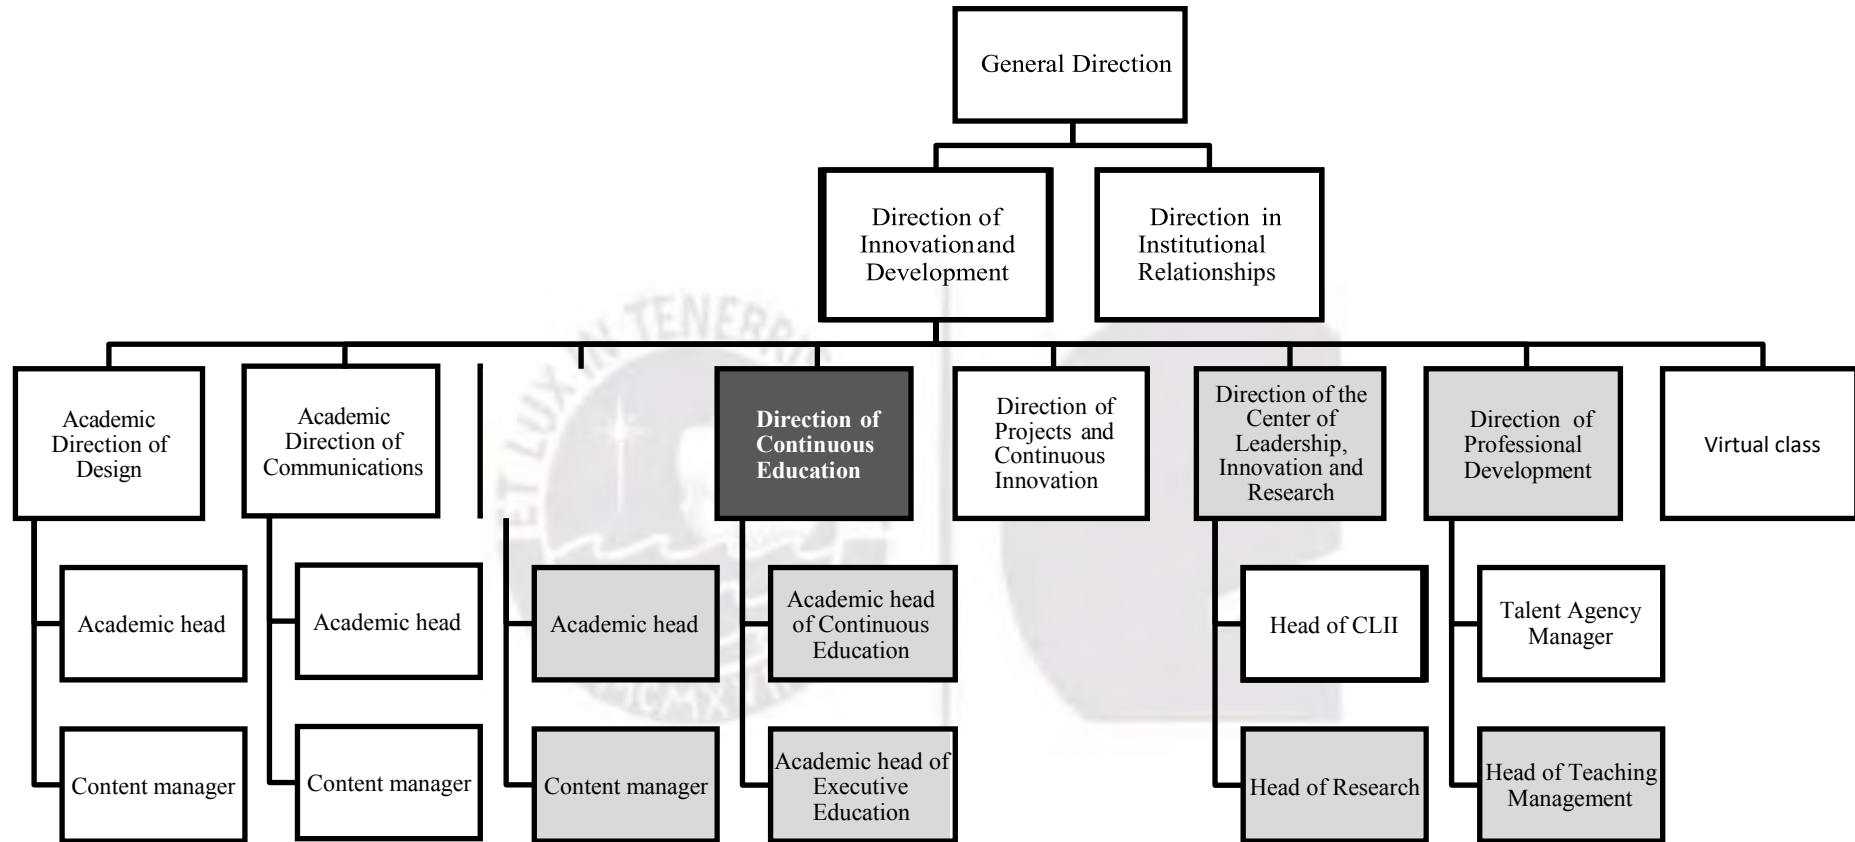 General Direction
Direction of
Innovation and
Development
Direction in
Institutional
Relationships
Academic
Direction of
Design
Academic
Direction of
Communications
Direction of
Continuous
Education
Direction of
Projects and
Continuous
Innovation
Direction of the
Center of
Leadership,
Innovation and
Research
Direction of
Professional
Development
Virtual class
Academic head
Academic head
Academic head
Academic head
of Continuous
Education
Head of CLII
Talent Agency
Manager
Content manager
Content manager
Content manager
Academic head of
Executive
Education
Head of Research
Head of Teaching
Management
ET LUX IN